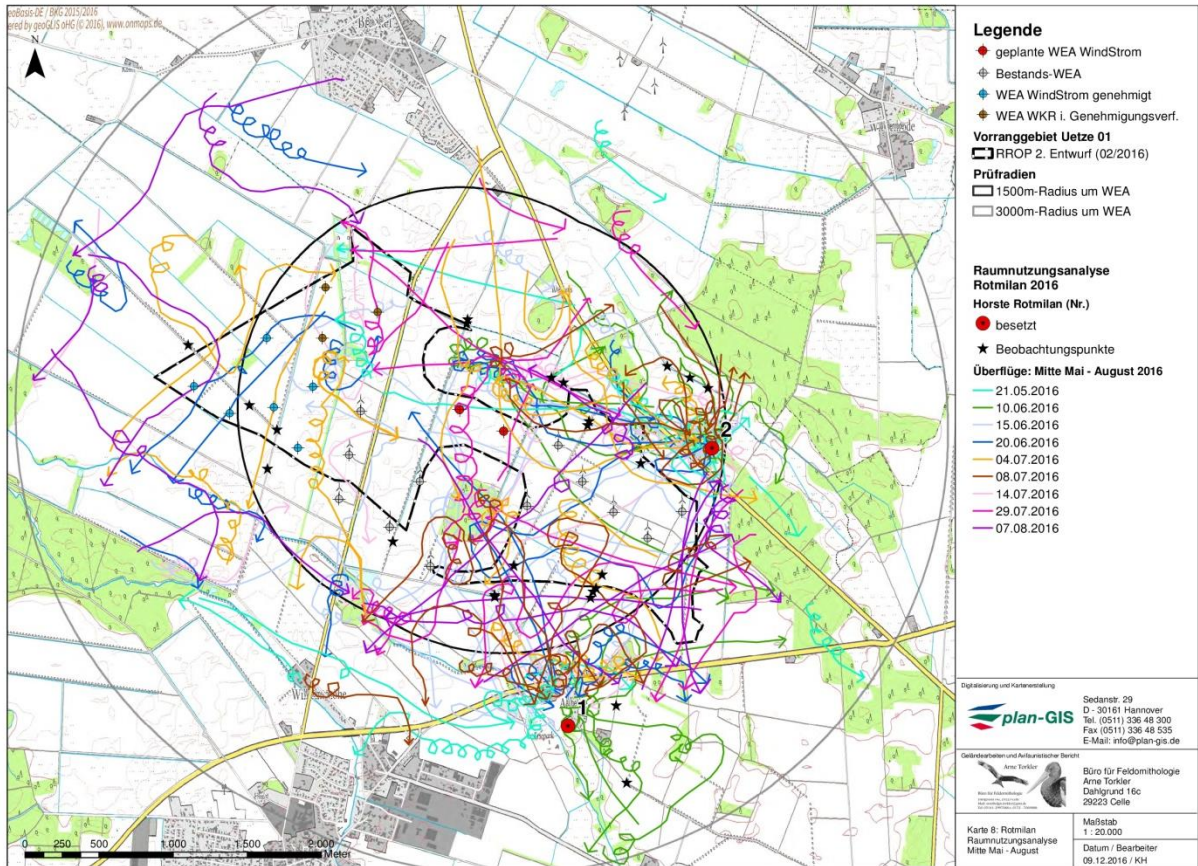 eoBasis-DE / BKG 2015/2016
ered by geoGLIS oHG (© 2016), www.onmaps.de
N
Bröckel
1
2
0 250 500 1.000 1.500 2.000
Meter
Legende
geplante WEA WindStrom
Bestands-WEA
WEA WindStrom genehmigt
WEA WKR i. Genehmigungsverf.
Vorranggebiet Uetze 01
RROP 2. Entwurf (02/2016)
Prüfradien
1500m-Radius um WEA
3000m-Radius um WEA
Raumnutzungsanalyse
Rotmilan 2016
Horste Rotmilan (Nr.)
besetzt
Beobachtungspunkte
Überflüge: Mitte Mai - August 2016
21.05.2016
10.06.2016
15.06.2016
20.06.2016
04.07.2016
08.07.2016
14.07.2016
29.07.2016
07.08.2016
Digitalisierung und Kartenerstellung
plan-GIS
Sedanstr. 29
D - 30161 Hannover
Tel. (0511) 336 48 300
Fax (0511) 336 48 535
E-Mail: info@plan-gis.de
Geländearbeiten und Avifaunistischer Bericht
Arne Torkler
Büro für Feldornithologie
Büro für Feldornithologie
Arne Torkler
Dahlgrund 16c
29223 Celle
Karte 8: Rotmilan
Raumnutzungsanalyse
Mitte Mai - August
Maßstab
1 : 20.000
Datum / Bearbeiter
09.12.2016 / KH